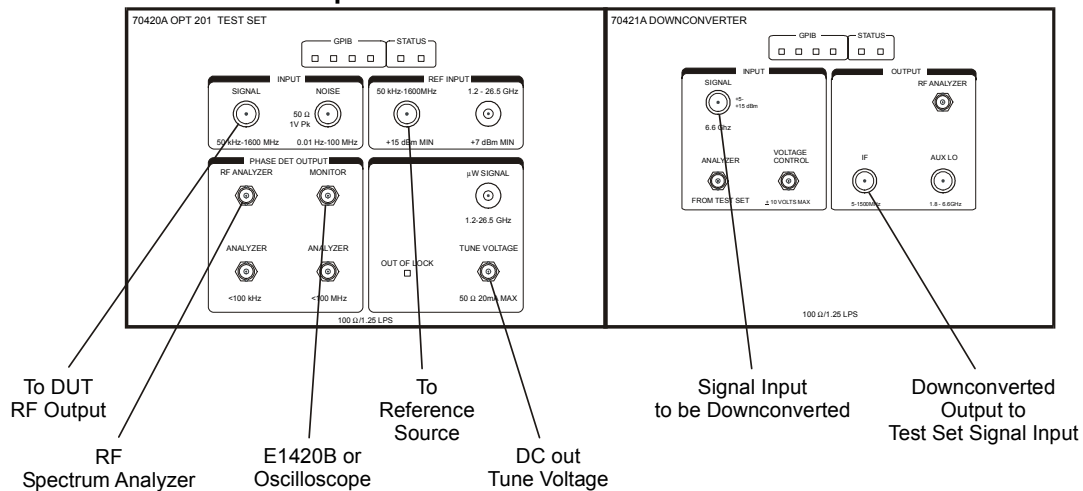 70420A OPT 201 TEST SET
GPIB
STATUS
INPUT
SIGNAL
NOISE
50 Ω
1V Pk
50 kHz-1600 MHz
0.01 Hz-100 MHz
REF INPUT
50 kHz-1600MHz
1.2 - 26.5 GHz
+15 dBm MIN
+7 dBm MIN
PHASE DET OUTPUT
RF ANALYZER
MONITOR
ANALYZER
ANALYZER
<100 kHz
<100 MHz
µW SIGNAL
1.2-26.5 GHz
OUT OF LOCK
TUNE VOLTAGE
50 Ω 20mA MAX
100 Ω/1.25 LPS
70421A DOWNCONVERTER
GPIB
STATUS
INPUT
SIGNAL
+5-
+15 dBm
6.6 Ghz
ANALYZER
VOLTAGE
CONTROL
FROM TEST SET
± 10 VOLTS MAX
OUTPUT
RF ANALYZER
IF
AUX LO
5-1500MHz
1.8 - 6.6GHz
100 Ω/1.25 LPS
To DUT
RF Output
RF
Spectrum Analyzer
E1420B or
Oscilloscope
To
Reference
Source
DC out
Tune Voltage
Signal Input
to be Downconverted
Downconverted
Output to
Test Set Signal Input